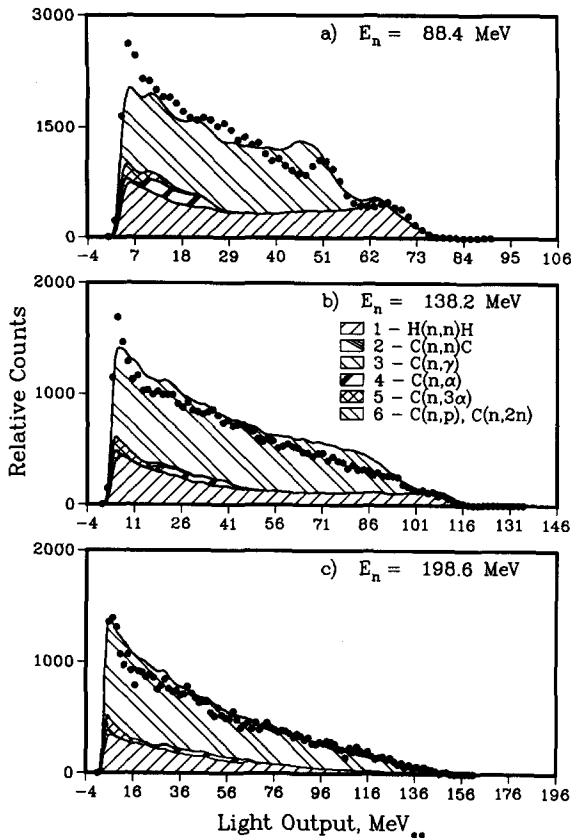 a) E_n = 88.4 MeV
3000
1500
0
-4 7 18 29 40 51 62 73 84 95 106
Relative Counts
b) E_n = 138.2 MeV
2000
1000
0
1 - H(n,n)H
2 - C(n,n)C
3 - C(n,γ)
4 - C(n,α)
5 - C(n,3α)
6 - C(n,p), C(n,2n)
-4 11 26 41 56 71 86 101 116 131 146
c) E_n = 198.6 MeV
2000
1000
0
-4 16 36 56 76 96 116 136 156 176 196
Light Output, MeV